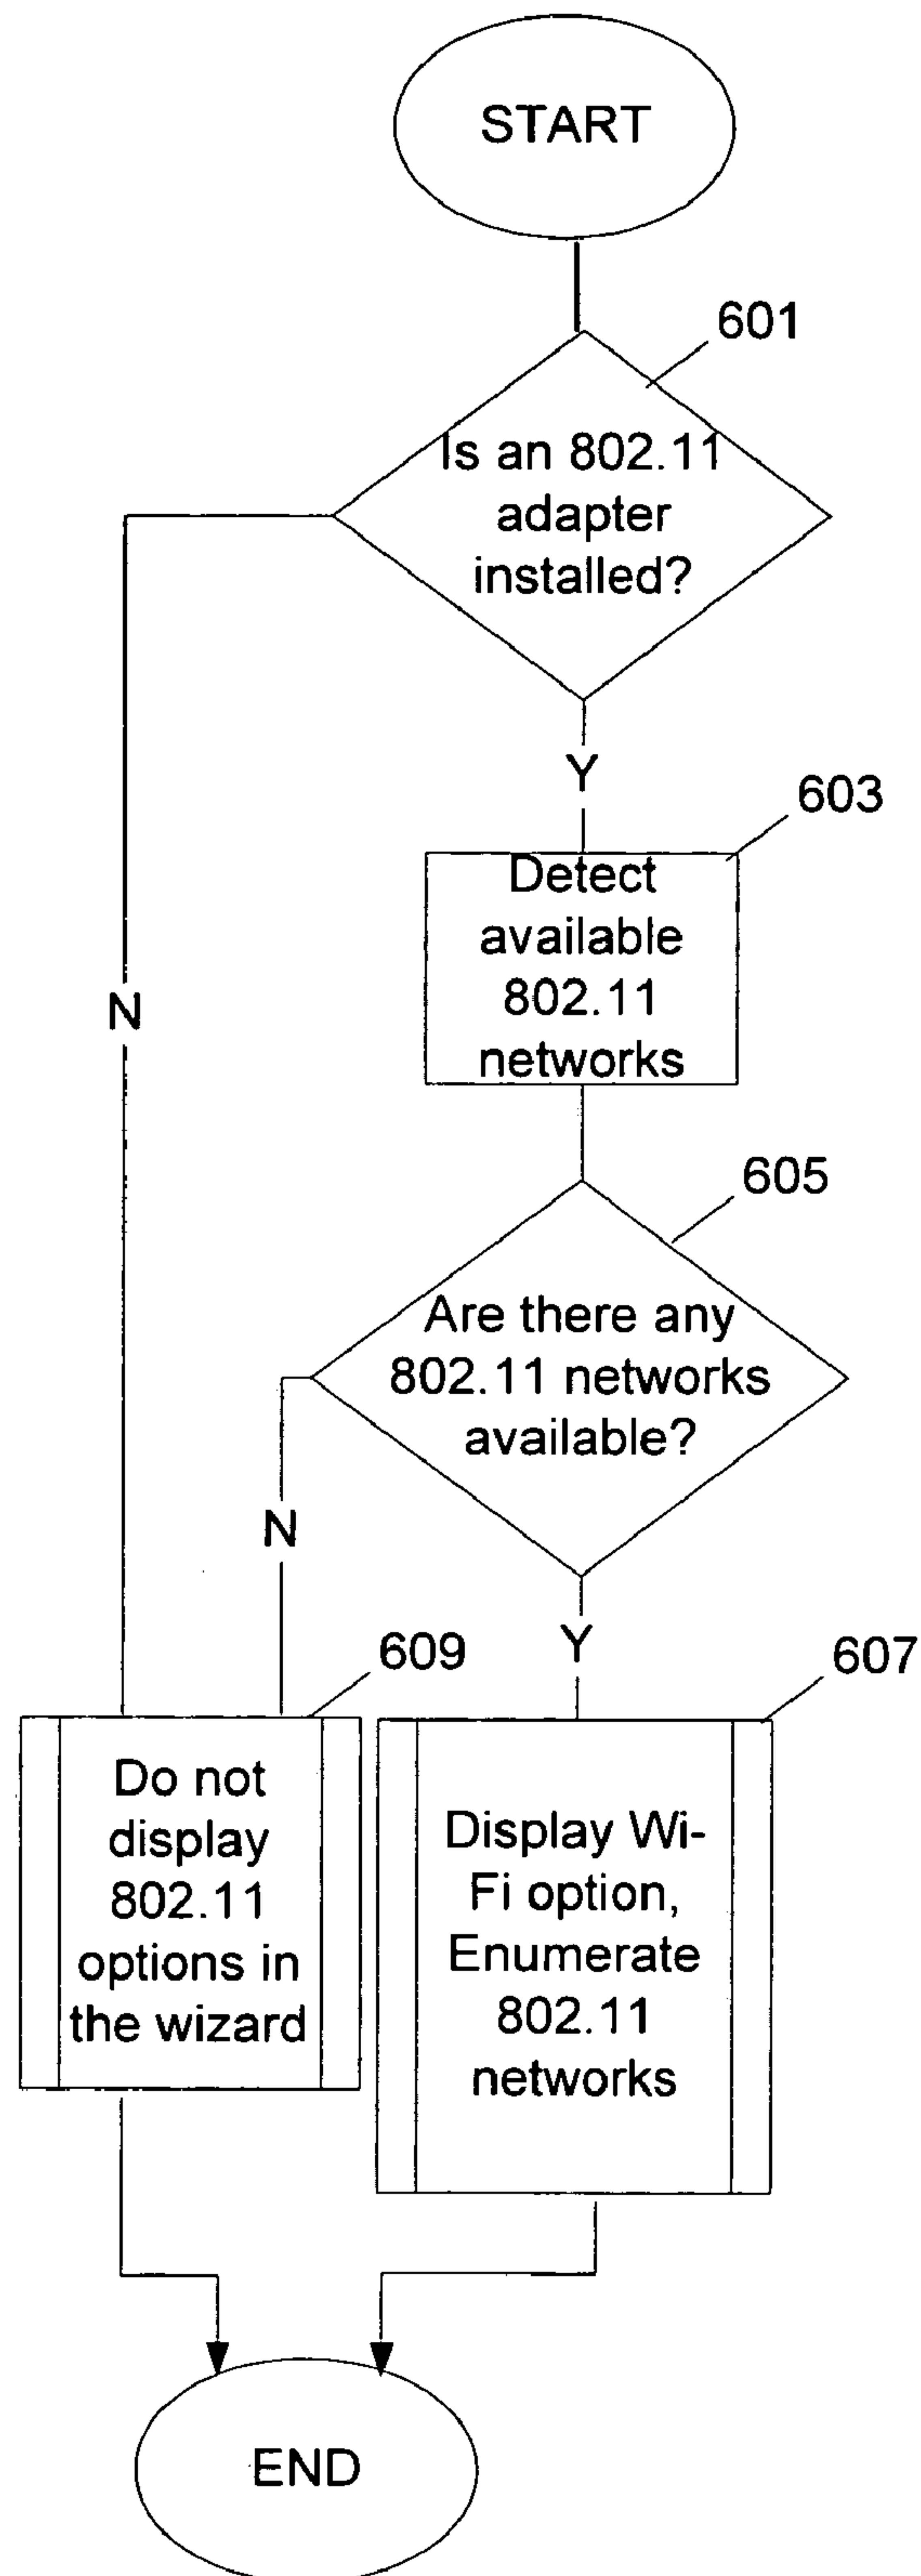 START
601
Is an 802.11
adapter
installed?
Y
603
Detect
available
802.11
networks
N
605
Are there any
802.11 networks
available?
N
Y
609
607
Do not
display
802.11
options in
the wizard
Display Wi-
Fi option,
Enumerate
802.11
networks
END